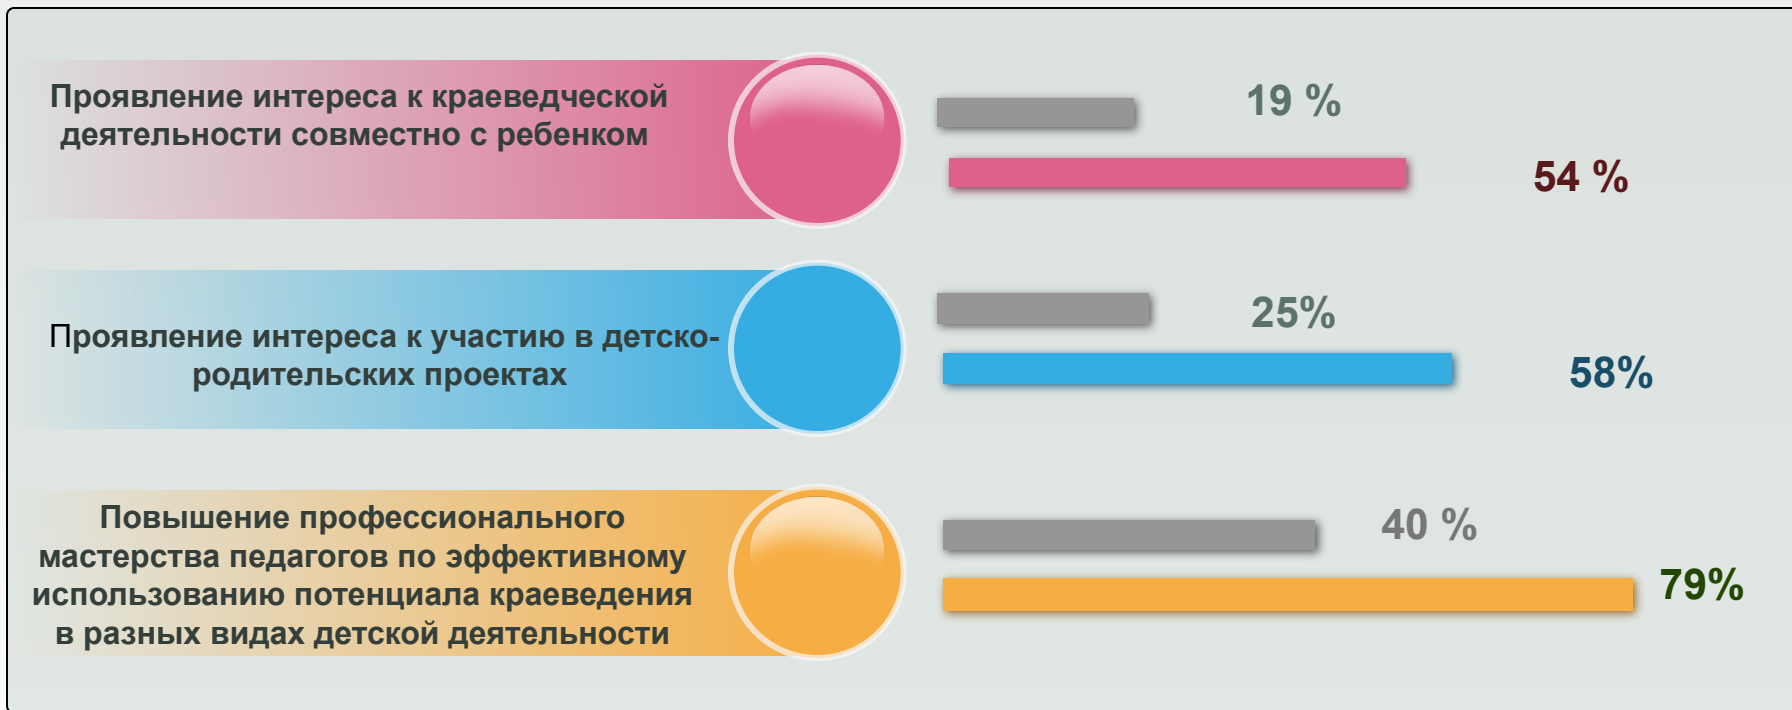 Проявление интереса к краеведческой
деятельности совместно с ребенком
19 %
54 %
Проявление интереса к участию в детско-
родительских проектах
25%
58%
Повышение профессионального
мастерства педагогов по эффективному
использованию потенциала краеведения
в разных видах детской деятельности
40 %
79%